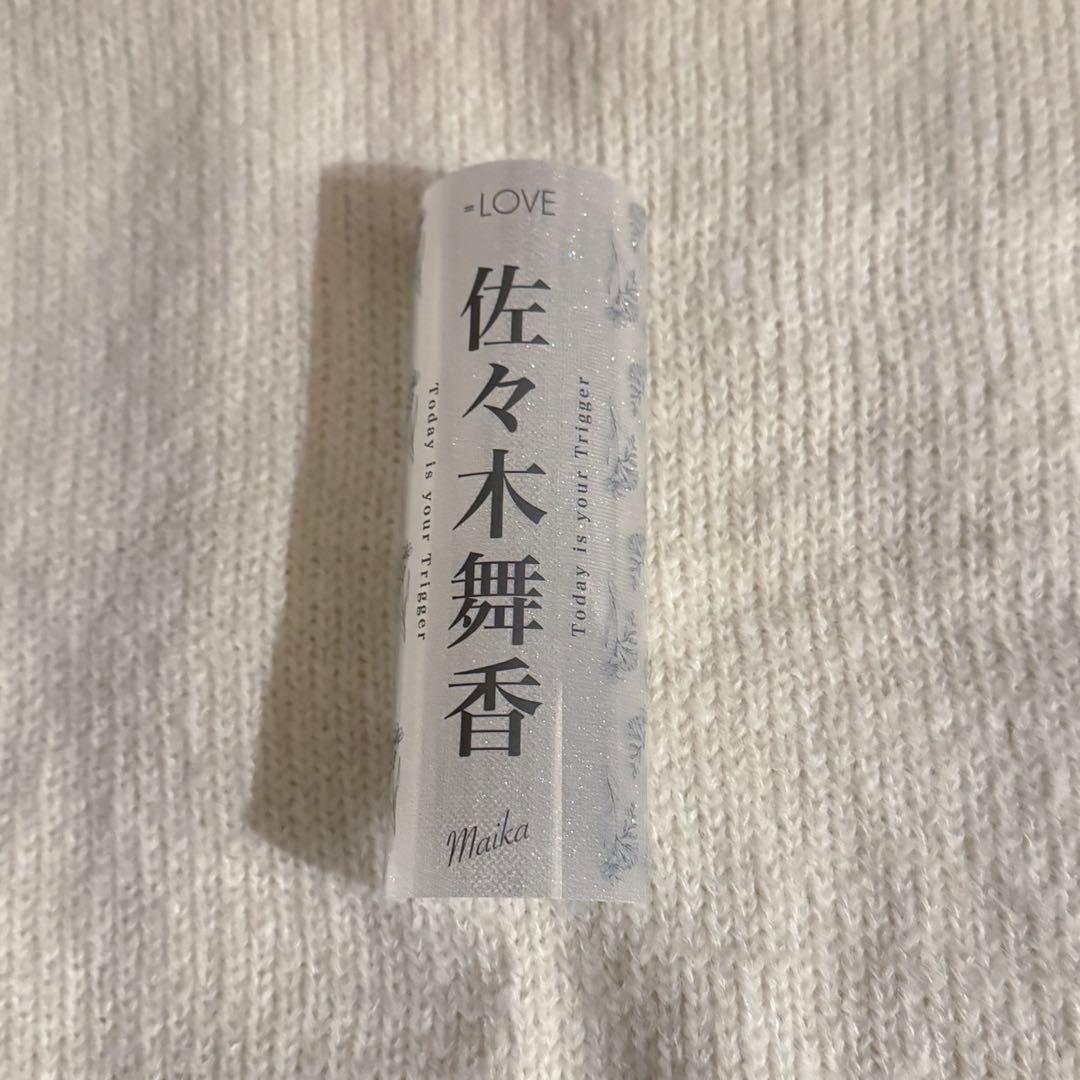 =LOVE
佐々木舞香
Maika
Today is your Trigger
Today is your Trigger